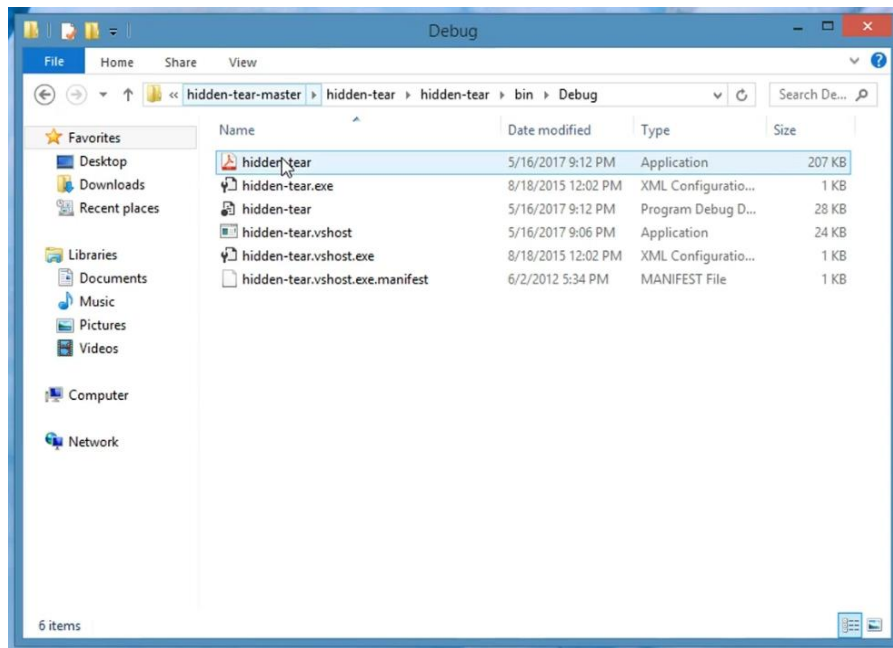 Debug
File Home Share View
« hidden-tear-master hidden-tear hidden-tear bin Debug Search De...
Name Date modified Type Size
Favorites
Desktop
Downloads
Recent places
Libraries
Documents
Music
Pictures
Videos
Computer
Network
hidden-tear 5/16/2017 9:12 PM Application 207 KB
hidden-tear.exe 8/18/2015 12:02 PM XML Configuratio... 1 KB
hidden-tear 5/16/2017 9:12 PM Program Debug D... 28 KB
hidden-tear.vshost 5/16/2017 9:06 PM Application 24 KB
hidden-tear.vshost.exe 8/18/2015 12:02 PM XML Configuratio... 1 KB
hidden-tear.vshost.exe.manifest 6/2/2012 5:34 PM MANIFEST File 1 KB
6 items